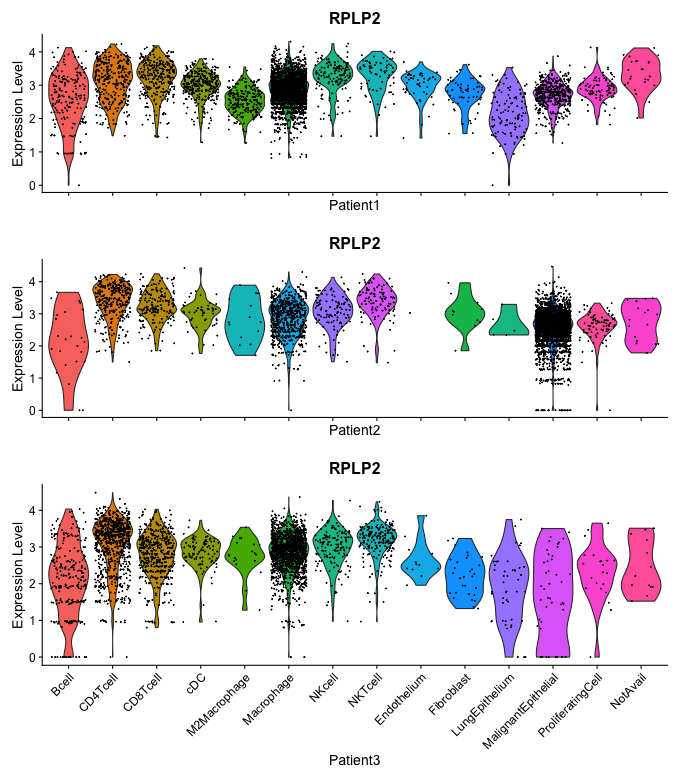 RPLP2
Expression Level
4
3
2
1
0
Patient1
RPLP2
Expression Level
4
3
2
1
0
Patient2
RPLP2
Expression Level
4
3
2
1
0
Bcell
CD4Tcell
CD8Tcell
cDC
M2Macrophage
Macrophage
NKcell
NKTcell
Endothelium
Fibroblast
LungEpithelium
MalignantEpithelial
ProliferatingCell
NotAvail
Patient3